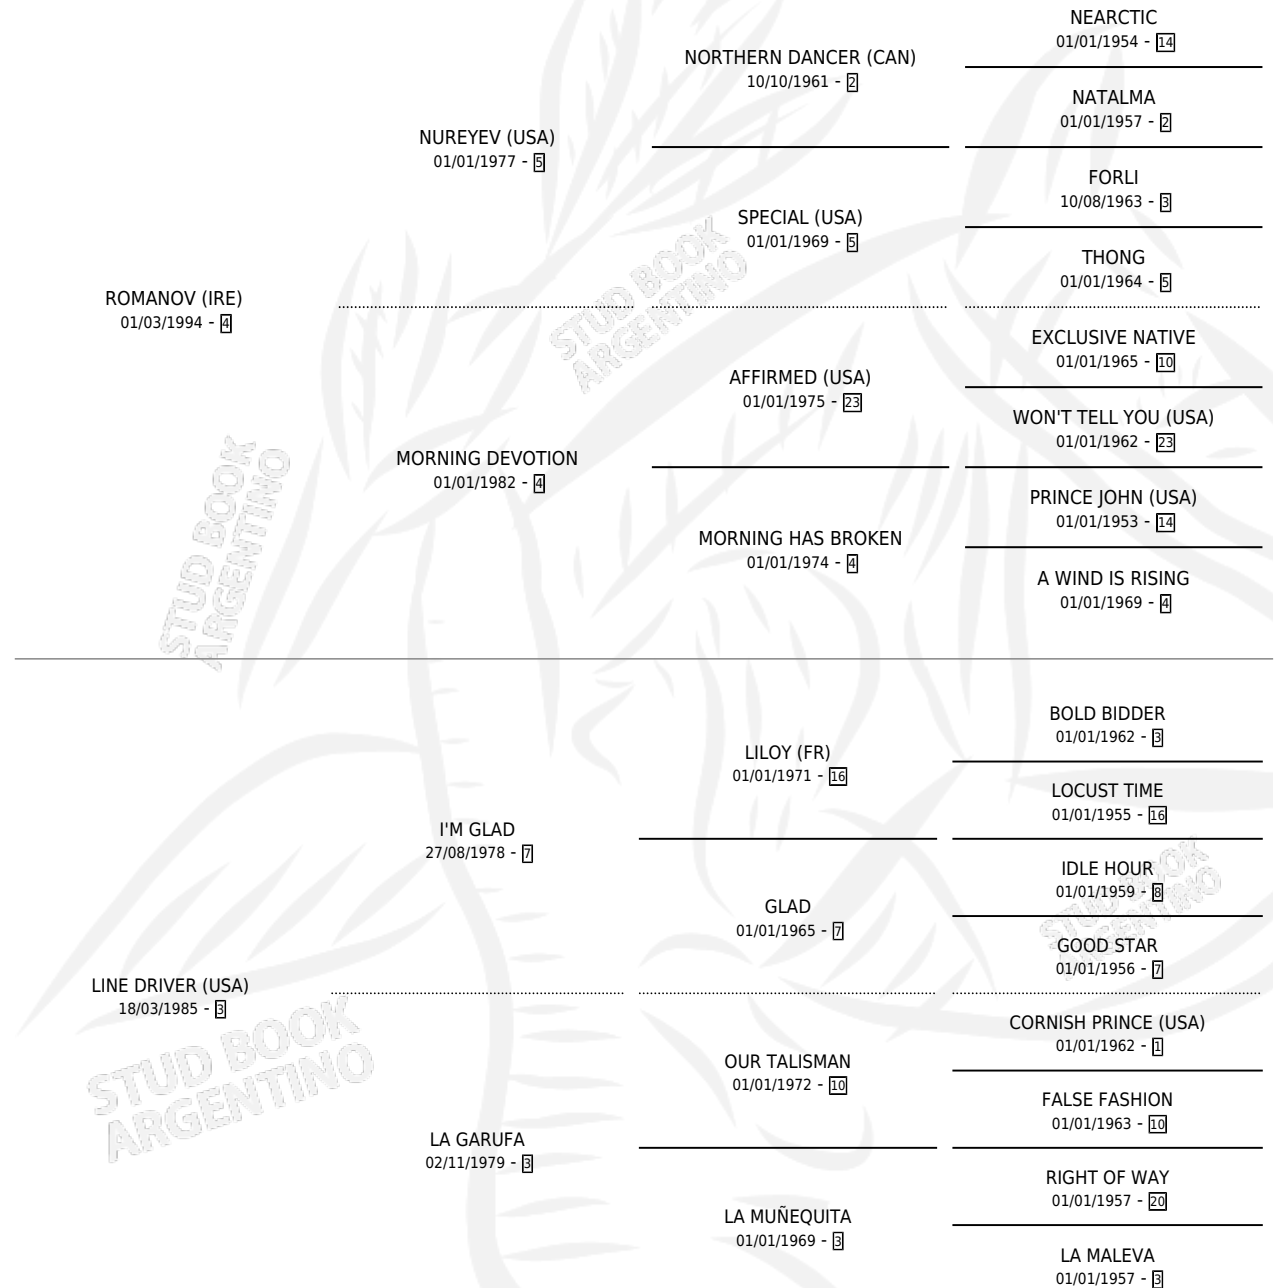 NEARCTIC
01/01/1954 - 14
NORTHERN DANCER (CAN)
10/10/1961 - 2
NATALMA
01/01/1957 - 2
NUREYEV (USA)
01/01/1977 - 5
FORLI
10/08/1963 - 3
SPECIAL (USA)
01/01/1969 - 5
THONG
01/01/1964 - 5
ROMANOV (IRE)
01/03/1994 - 4
STUD BOOK
ARGENTINO
EXCLUSIVE NATIVE
01/01/1965 - 10
AFFIRMED (USA)
01/01/1975 - 23
WON'T TELL YOU (USA)
01/01/1962 - 23
MORNING DEVOTION
01/01/1982 - 4
PRINCE JOHN (USA)
01/01/1953 - 14
MORNING HAS BROKEN
01/01/1974 - 4
A WIND IS RISING
01/01/1969 - 4
STUD BOOK
ARGENTINO
BOLD BIDDER
01/01/1962 - 3
LILOY (FR)
01/01/1971 - 16
LOCUST TIME
01/01/1955 - 16
I'M GLAD
27/08/1978 - 7
IDLE HOUR
01/01/1959 - 8
GLAD
01/01/1965 - 7
STUD BOOK
ARGENTINO
GOOD STAR
01/01/1956 - 7
LINE DRIVER (USA)
18/03/1985 - 3
CORNISH PRINCE (USA)
01/01/1962 - 1
OUR TALISMAN
01/01/1972 - 10
FALSE FASHION
01/01/1963 - 10
STUD BOOK
ARGENTINO
LA GARUFA
02/11/1979 - 3
RIGHT OF WAY
01/01/1957 - 20
LA MUÑEQUITA
01/01/1969 - 3
LA MALEVA
01/01/1957 - 3